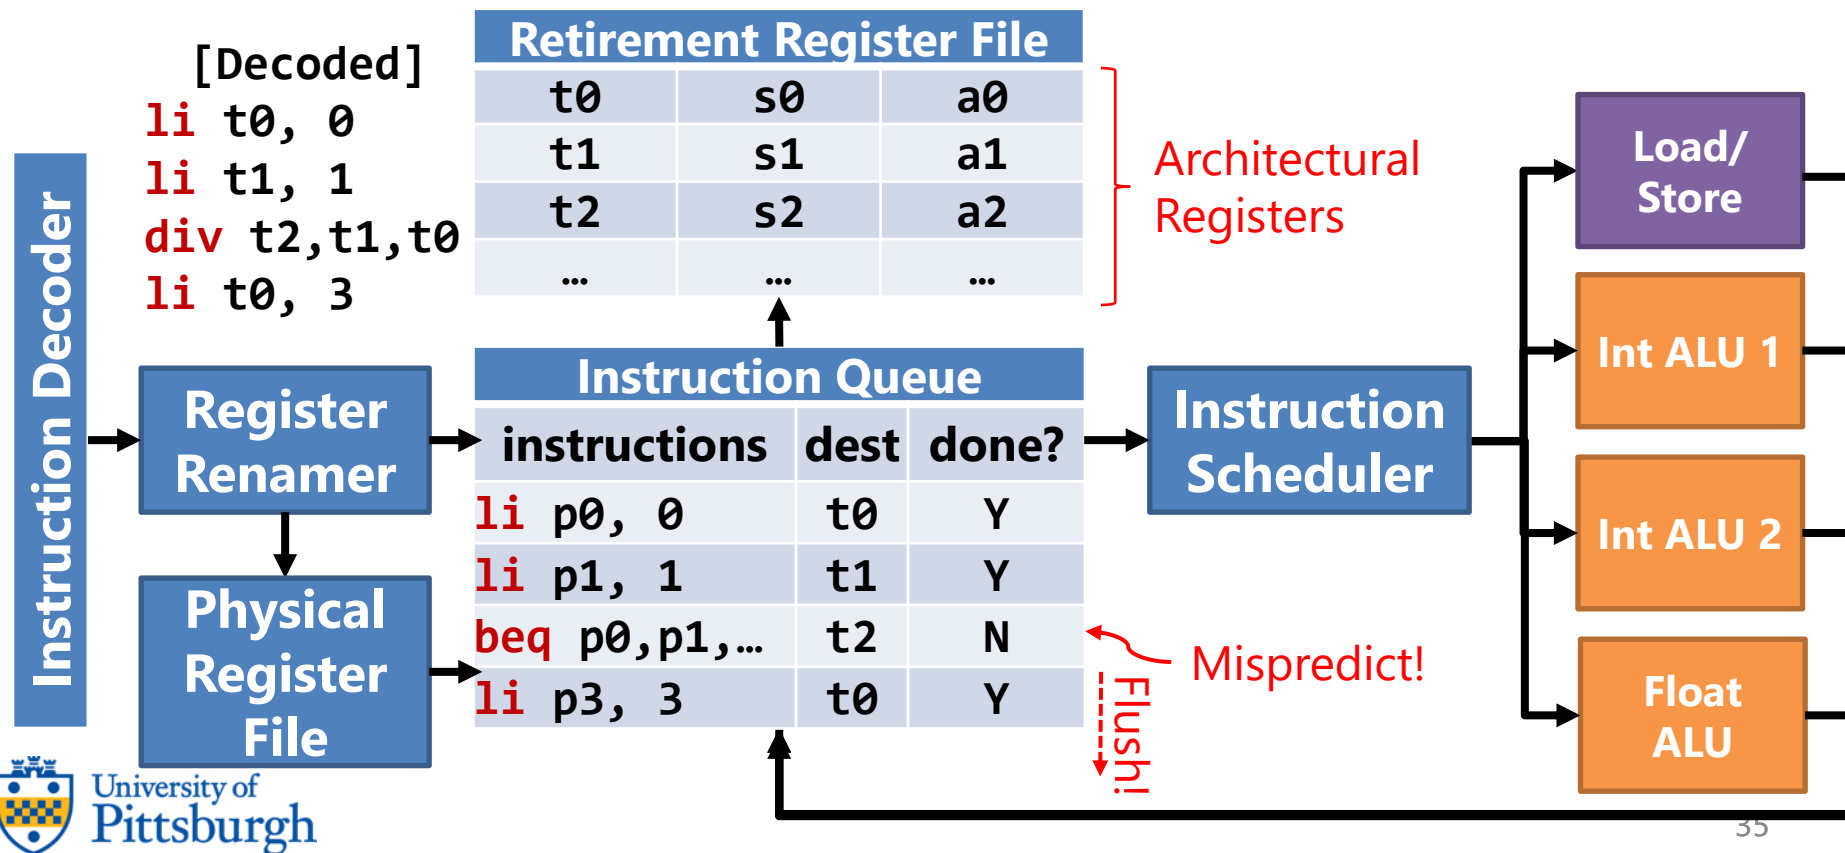 [Decoded]
li t0, 0
li t1, 1
div t2,t1,t0
li t0, 3
Instruction Decoder
Register
Renamer
Physical
Register
File
Retirement Register File
t0 s0 a0
t1 s1 a1
t2 s2 a2
… … …
Architectural
Registers
Instruction Queue
instructions dest done?
li p0, 0 t0 Y
li p1, 1 t1 Y
beq p0,p1,… t2 N
li p3, 3 t0 Y
Mispredict!
Flush!
Instruction
Scheduler
Load/
Store
Int ALU 1
Int ALU 2
Float
ALU
University of
Pittsburgh
35